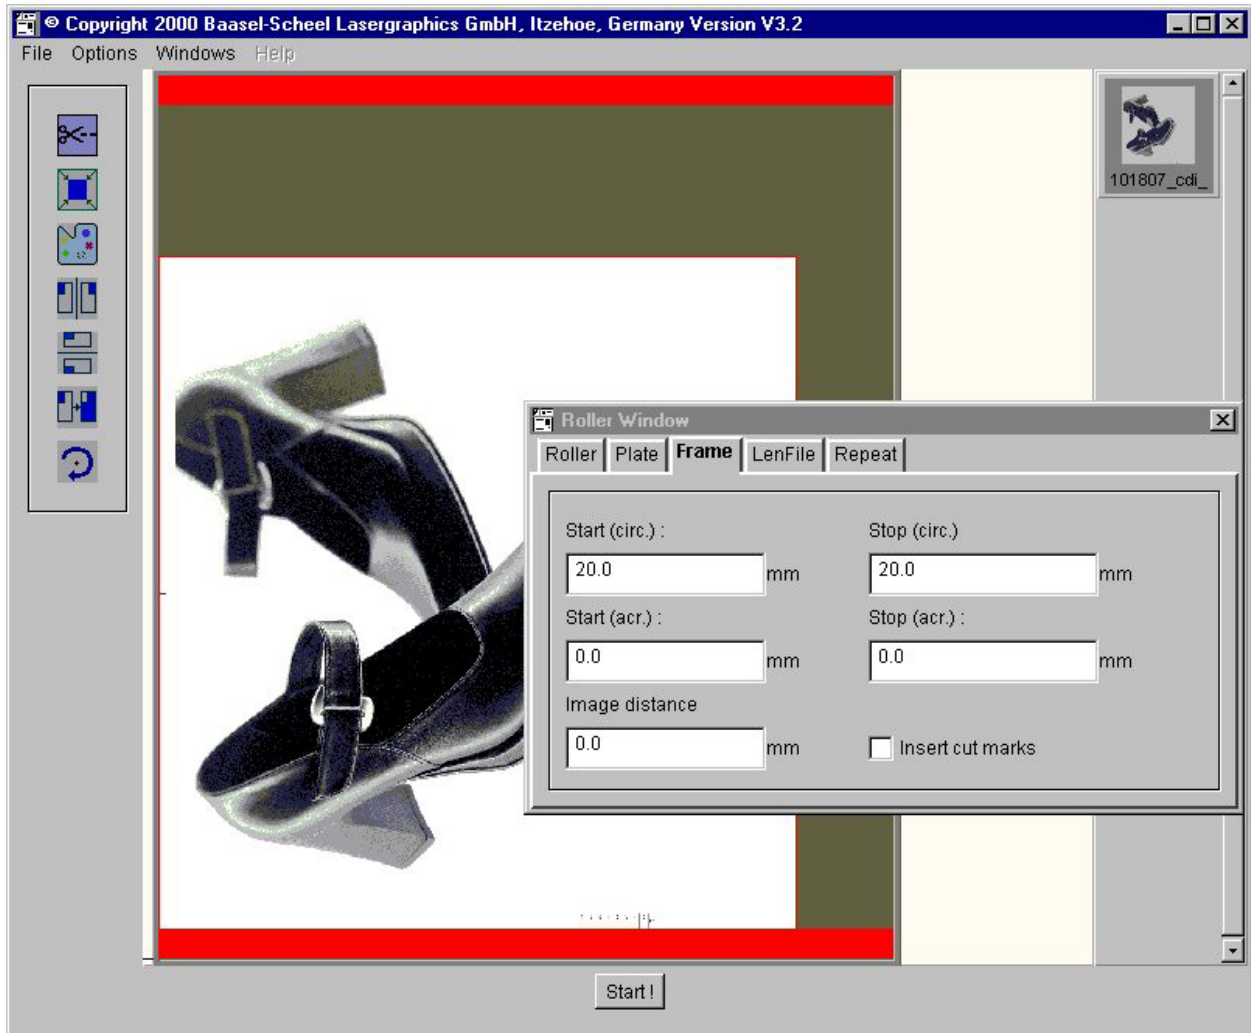 © Copyright 2000 Baasel-Scheel Lasergraphics GmbH, Itzehoe, Germany Version V3.2
File Options Windows Help
101807_cdi_
Roller Window
Roller Plate Frame LenFile Repeat
Start (circ.) : Stop (circ.)
20.0 mm 20.0 mm
Start (acr.) : Stop (acr.) :
0.0 mm 0.0 mm
Image distance
0.0 mm Insert cut marks
Start !